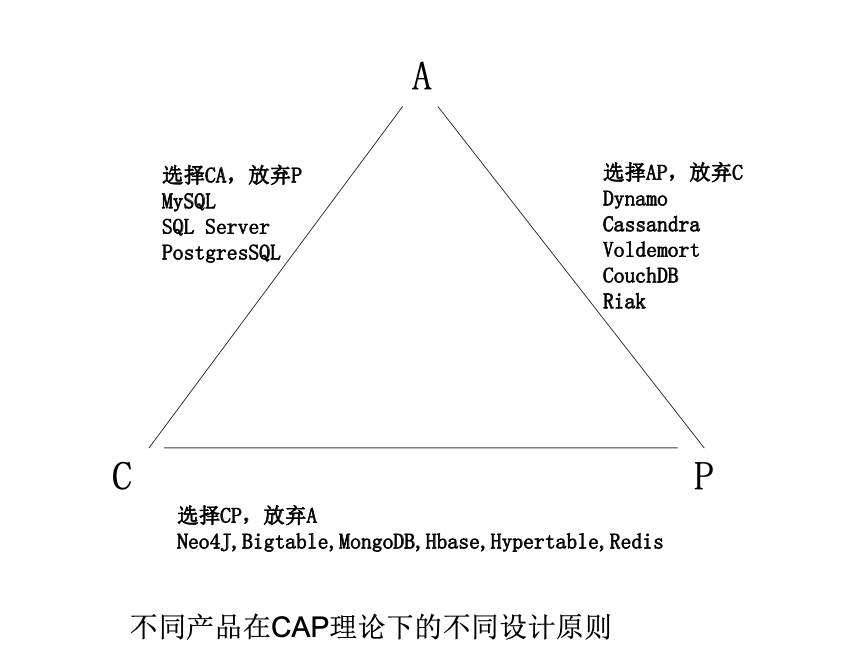 A
选择CA，放弃P
MySQL
SQL Server
PostgresSQL
选择AP，放弃C
Dynamo
Cassandra
Voldemort
CouchDB
Riak
C
P
选择CP，放弃A
Neo4J,Bigtable,MongoDB,Hbase,Hypertable,Redis
不同产品在CAP理论下的不同设计原则